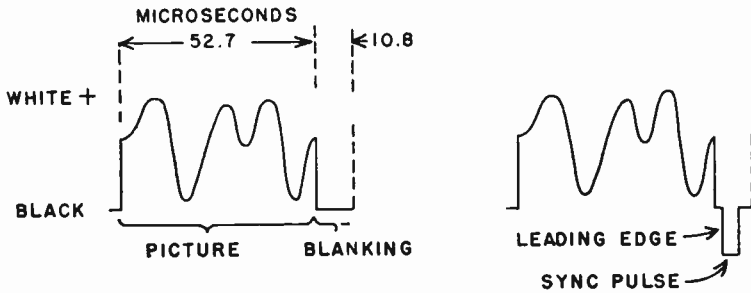 MICROSECONDS
52.7
10.8
WHITE +
BLACK
PICTURE
BLANKING
LEADING EDGE
SYNC PULSE